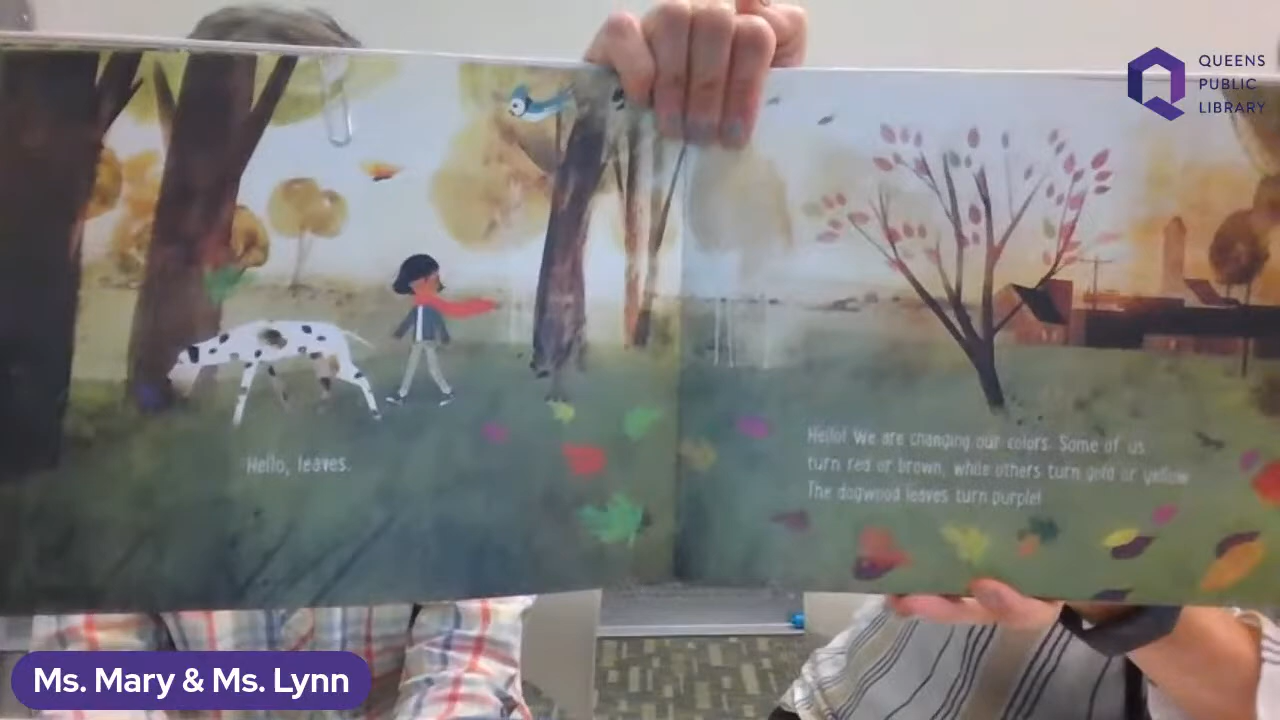 QUEENS
PUBLIC
LIBRARY
Hello, leaves.
Hello! We are changing our colors. Some of us
turn red or brown, while others turn gold or yellow.
The dogwood leaves turn purple!
Ms. Mary & Ms. Lynn